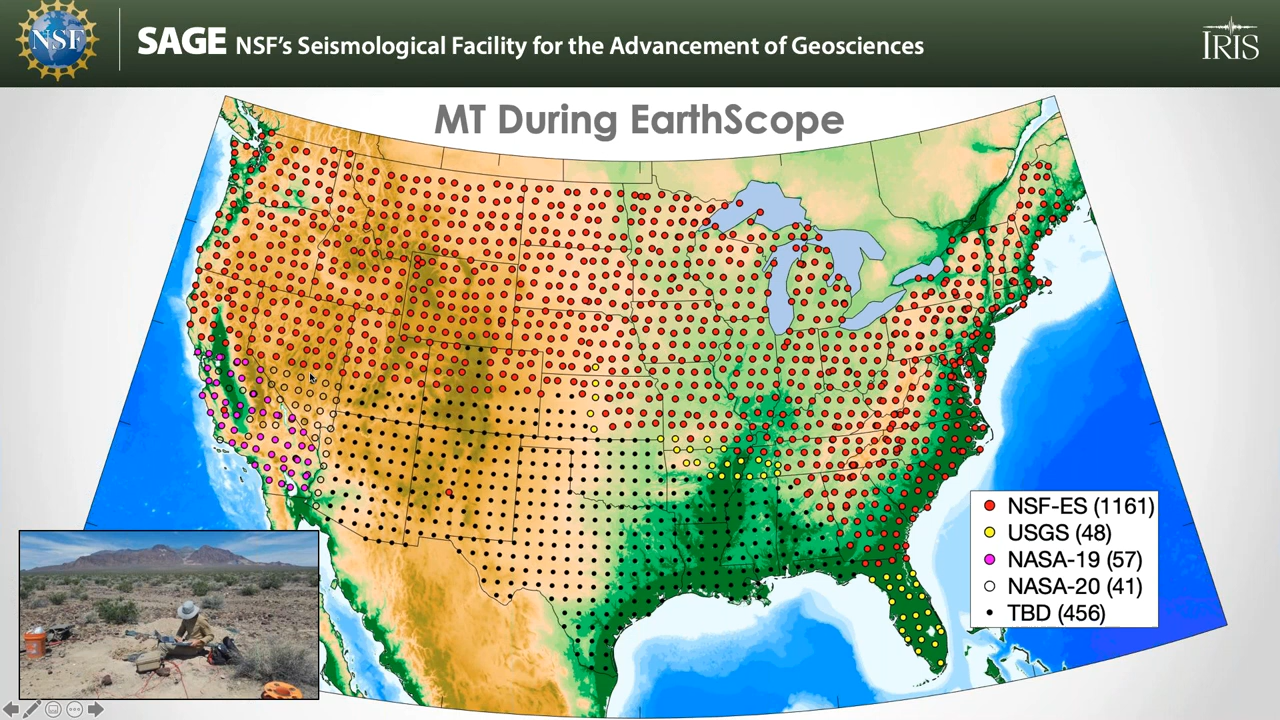 NSF
SAGE NSF's Seismological Facility for the Advancement of Geosciences
IRIS
MT During EarthScope
NSF-ES (1161)
USGS (48)
NASA-19 (57)
NASA-20 (41)
TBD (456)